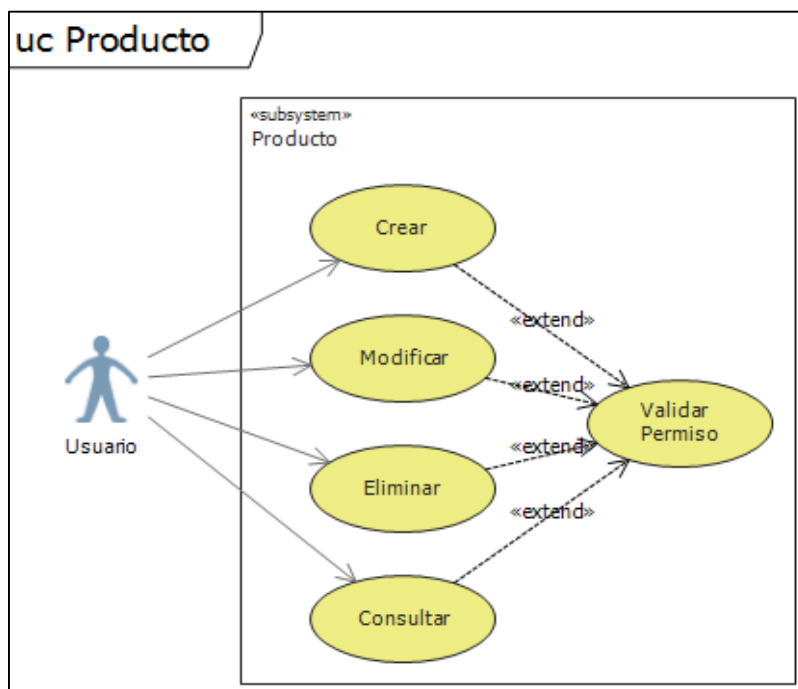 uc Producto
«subsystem»
Producto
Crear
«extend»
Modificar
«extend»
Validar
Permiso
Usuario
«extend»
Eliminar
«extend»
Consultar